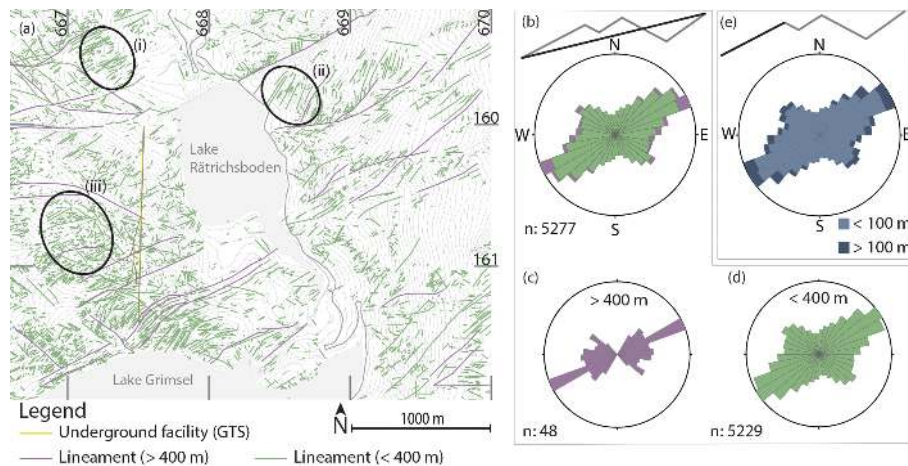 (a)
667
668
669
670
(i)
(ii)
160
Lake
Rätrichsboden
(iii)
161
Lake Grimsel
Legend
Underground facility (GTS)
Lineament (> 400 m)
Lineament (< 400 m)
N
1000 m
(b)
N
W
E
S
n: 5277
(e)
N
W
E
S
< 100 m
> 100 m
(c)
> 400 m
n: 48
(d)
< 400 m
n: 5229